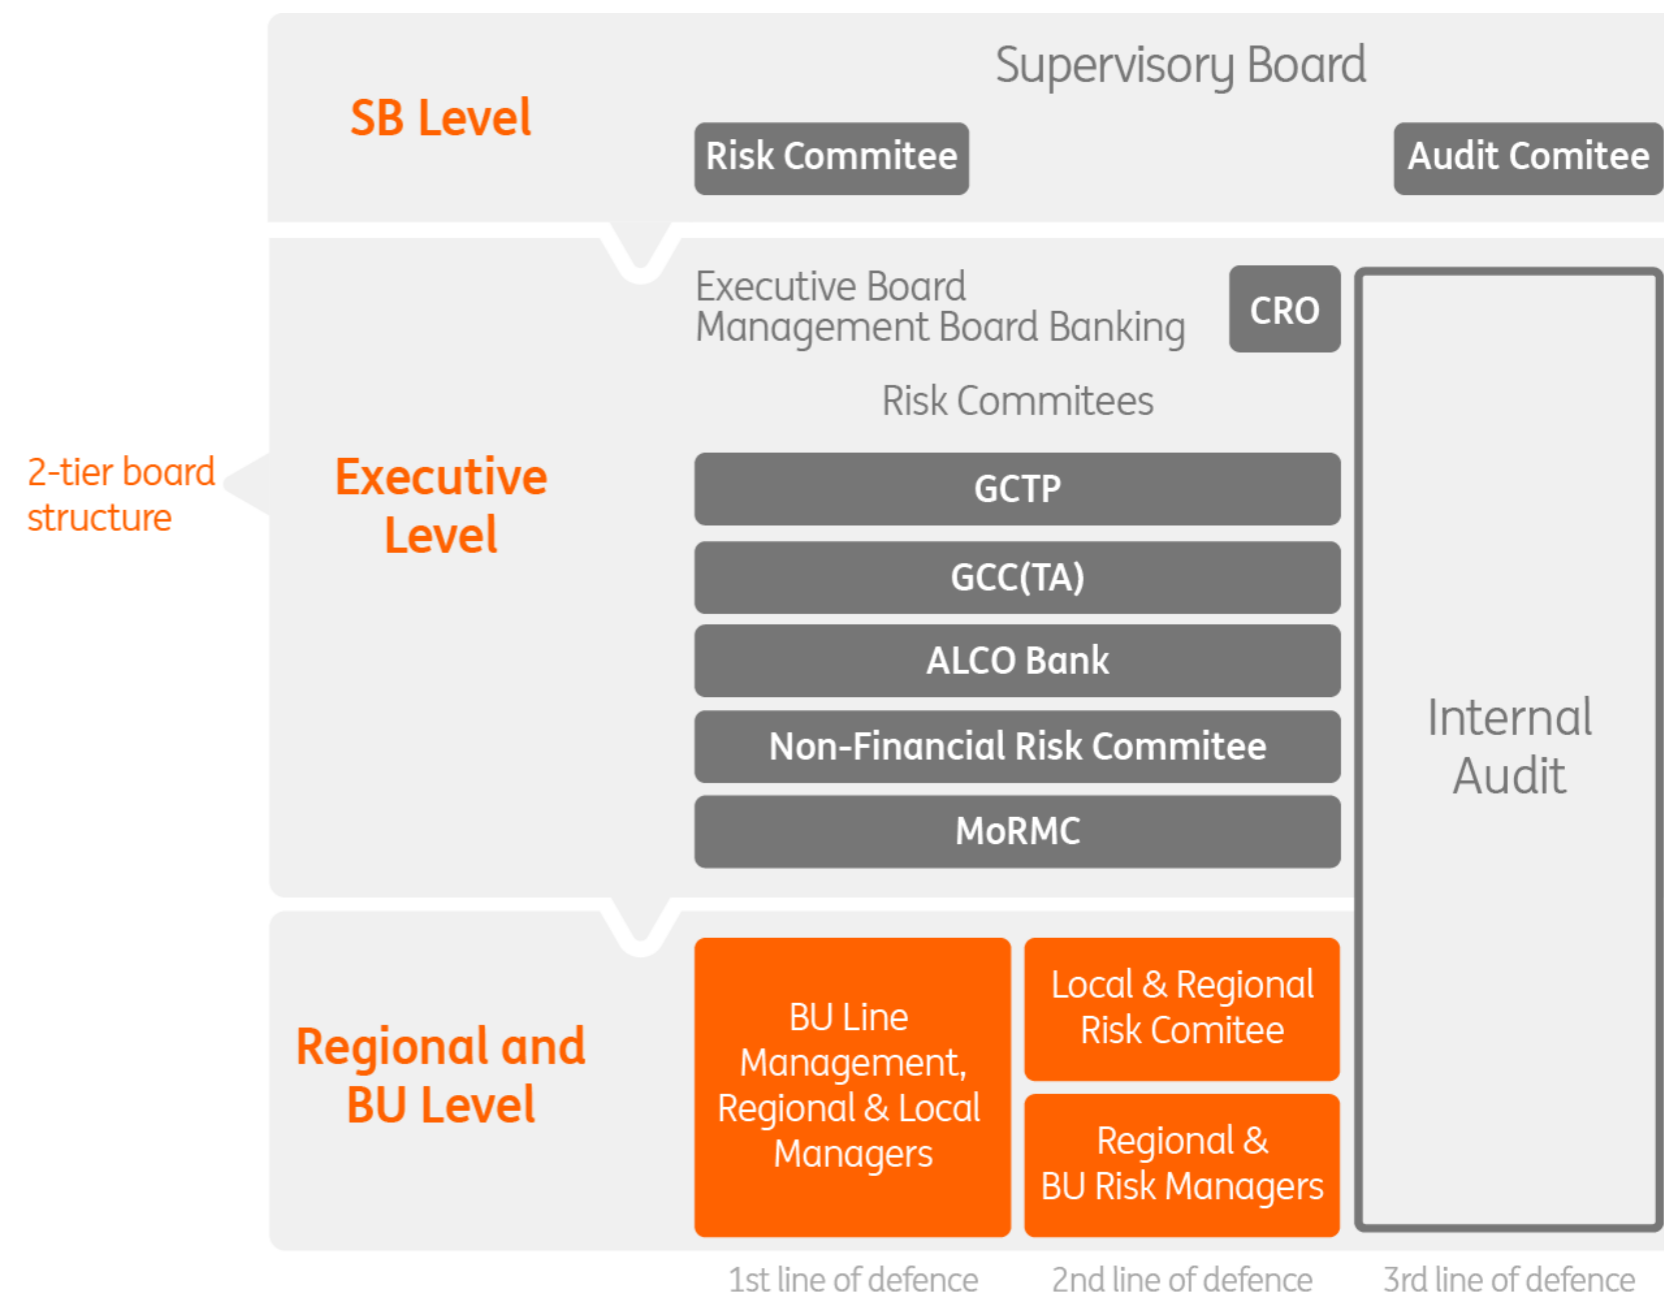 Supervisory Board
SB Level
Risk Commitee
Audit Comitee
Executive Board
Management Board Banking
CRO
Risk Commitees
2-tier board
structure
Executive
Level
GCTP
GCC(TA)
ALCO Bank
Non-Financial Risk Commitee
MoRMC
Internal
Audit
Regional and
BU Level
BU Line
Management,
Regional & Local
Managers
Local & Regional
Risk Comitee
Regional &
BU Risk Managers
1st line of defence
2nd line of defence
3rd line of defence